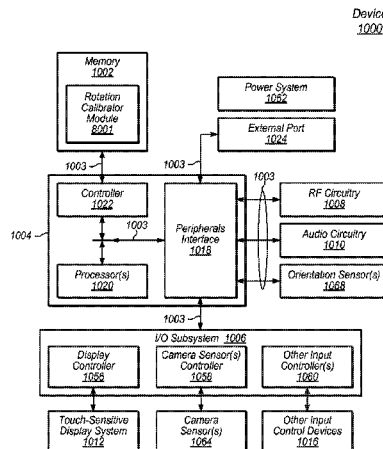 Device
1000
Memory
1002
Rotation
Calibrator
Module
8001
Power System
1062
External Port
1024
1003
1003
1003
1004
Controller
1022
1003
Peripherals
Interface
1018
Processor(s)
1020
RF Circuitry
1008
Audio Circuitry
1010
Orientation Sensor(s)
1068
1003
I/O Subsystem 1006
Display
Controller
1056
Camera Sensor(s)
Controller
1058
Other Input
Controller(s)
1060
Touch-Sensitive
Display System
1012
Camera
Sensor(s)
1064
Other Input
Control Devices
1016